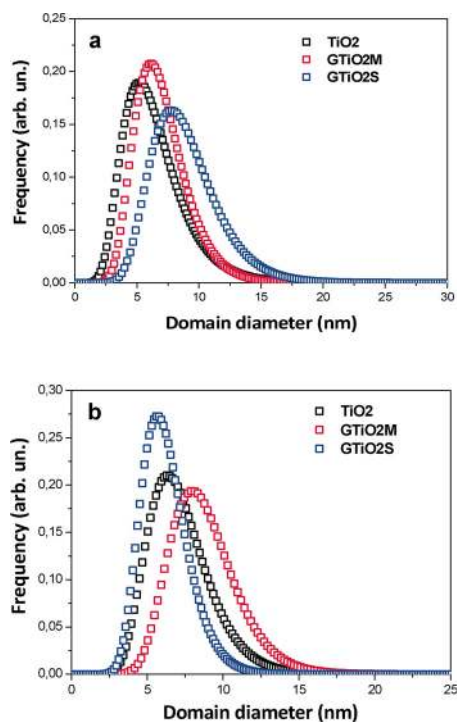 0,25
a
TiO2
GTiO2M
GTiO2S
0,20
0,15
0,10
0,05
0,00
Frequency (arb. un.)
0 5 10 15 20 25 30
Domain diameter (nm)
0,30
b
TiO2
GTiO2M
GTiO2S
0,25
0,20
0,15
0,10
0,05
0,00
Frequency (arb. un.)
0 5 10 15 20 25
Domain diameter (nm)